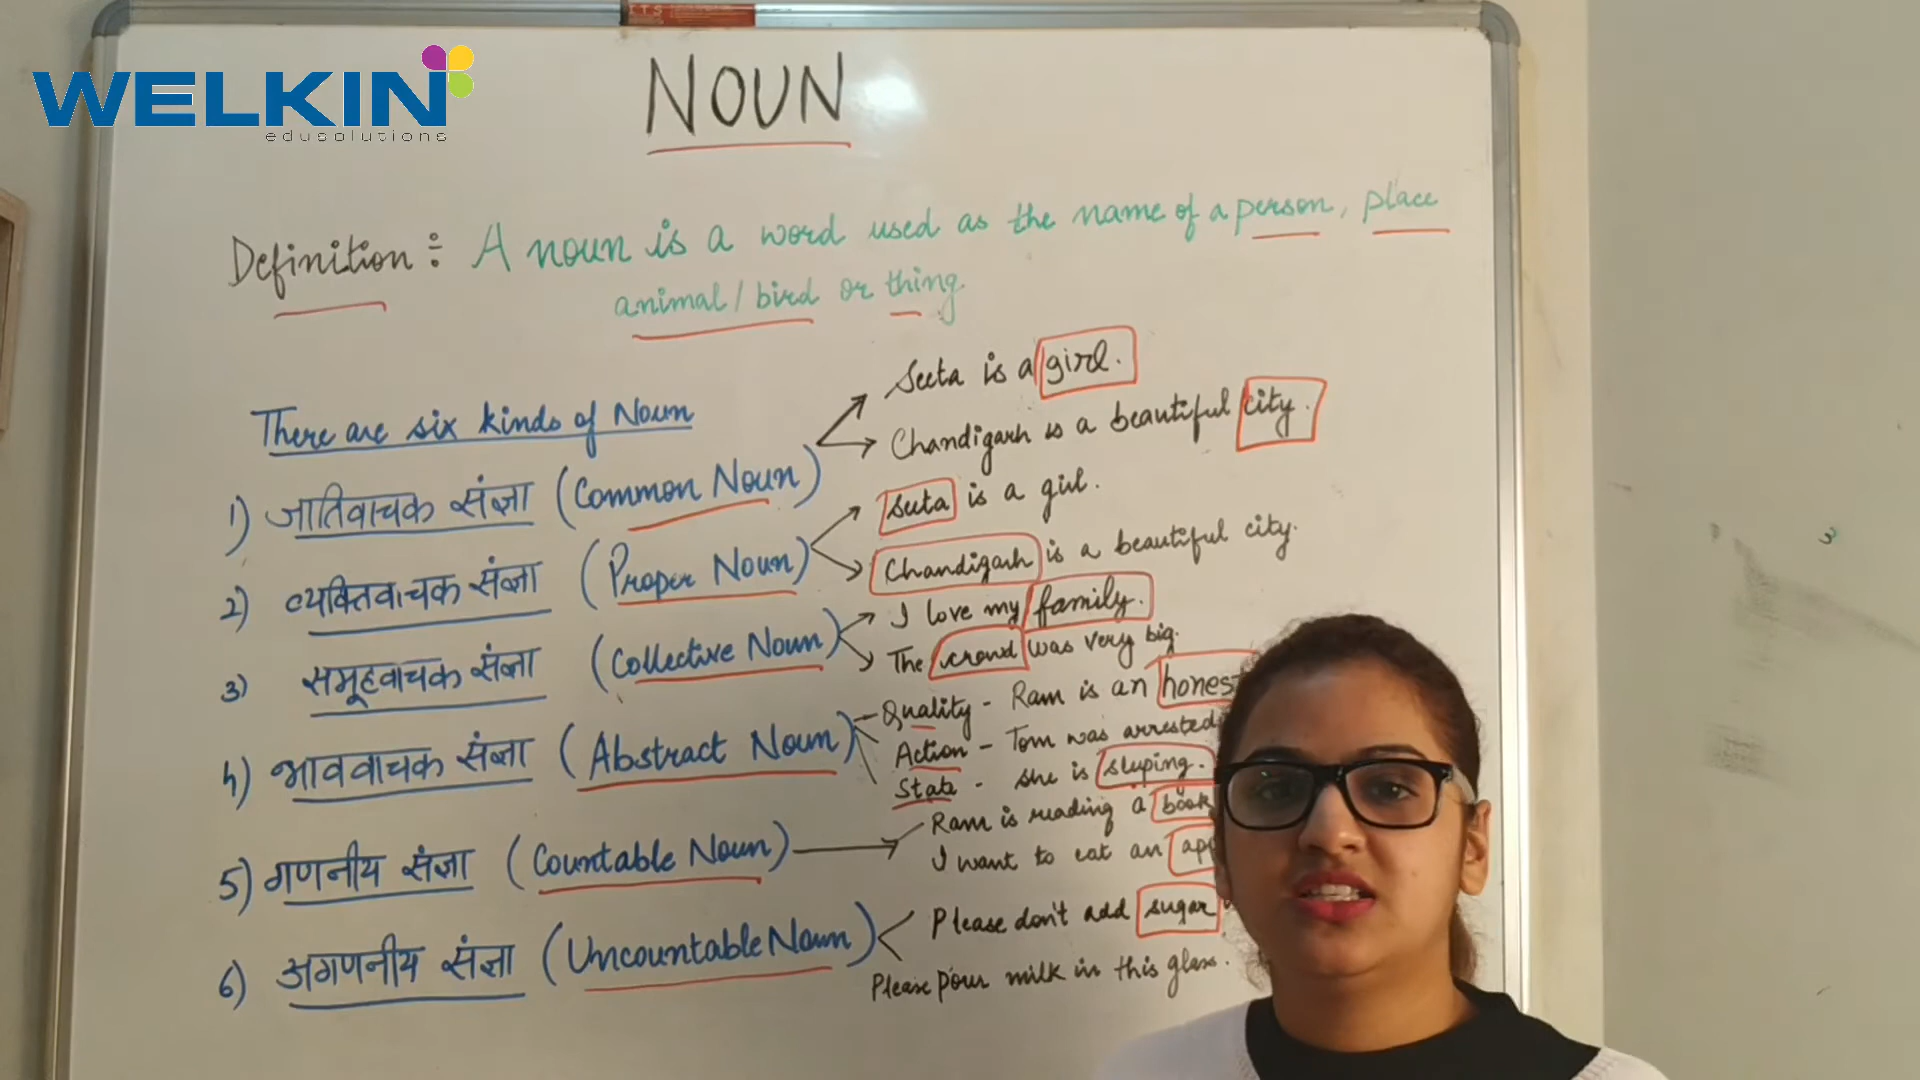 WELKIN
edusolutions
NOUN
Definition : A noun is a word used as the name of a person, place
animal / bird or thing
There are six kinds of Noun
1) जातिवाचक संज्ञा (Common Noun)
Seeta is a girl.
Chandigarh is a beautiful city.
2) व्यक्तिवाचक संज्ञा (Proper Noun)
Seeta is a girl.
Chandigarh is a beautiful city.
3) समूहवाचक संज्ञा (Collective Noun)
I love my family.
The crowd was very big.
4) भाववाचक संज्ञा (Abstract Noun)
Quality - Ram is an honest
Action - Tom was arrested
State - She is sleeping.
5) गणनीय संज्ञा (Countable Noun)
Ram is reading a book
I want to eat an
6) अगणनीय संज्ञा (Uncountable Noun)
Please don't add sugar
Please pour milk in this glass.